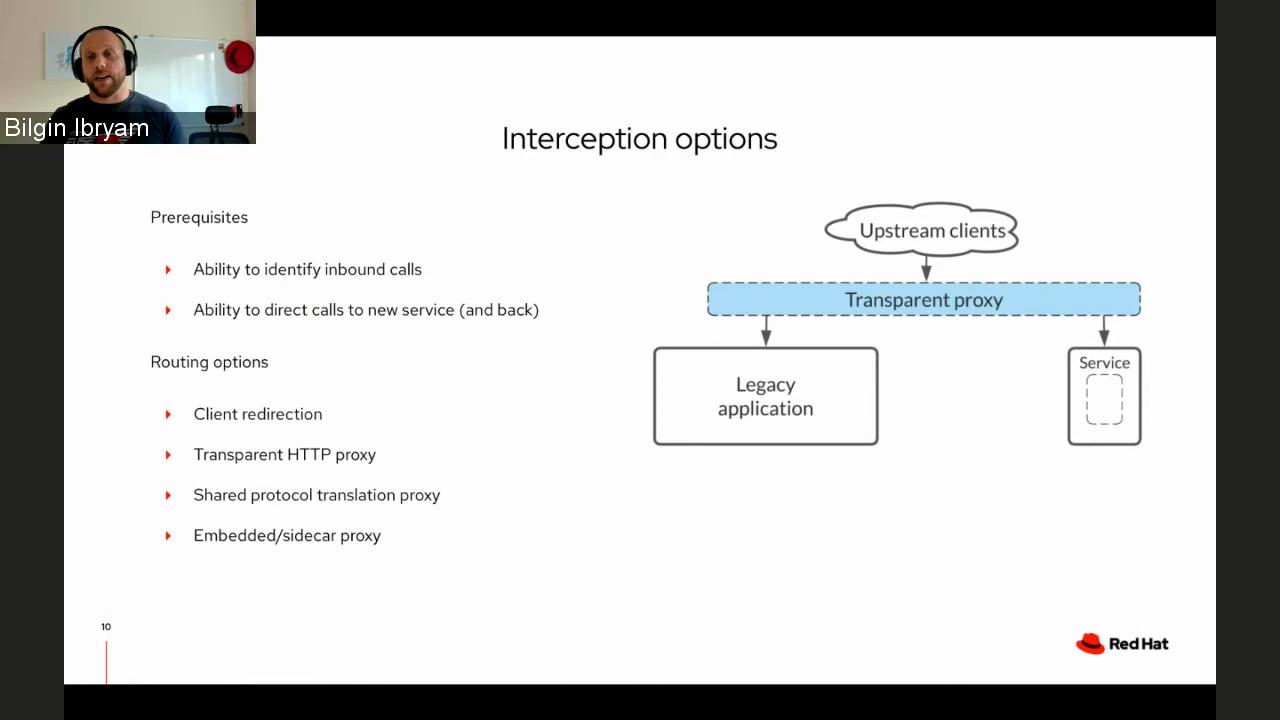 Bilgin Ibryam
Interception options
Prerequisites
Ability to identify inbound calls
Ability to direct calls to new service (and back)
Routing options
Client redirection
Transparent HTTP proxy
Shared protocol translation proxy
Embedded/sidecar proxy
Upstream clients
Transparent proxy
Legacy
application
Service
10
Red Hat